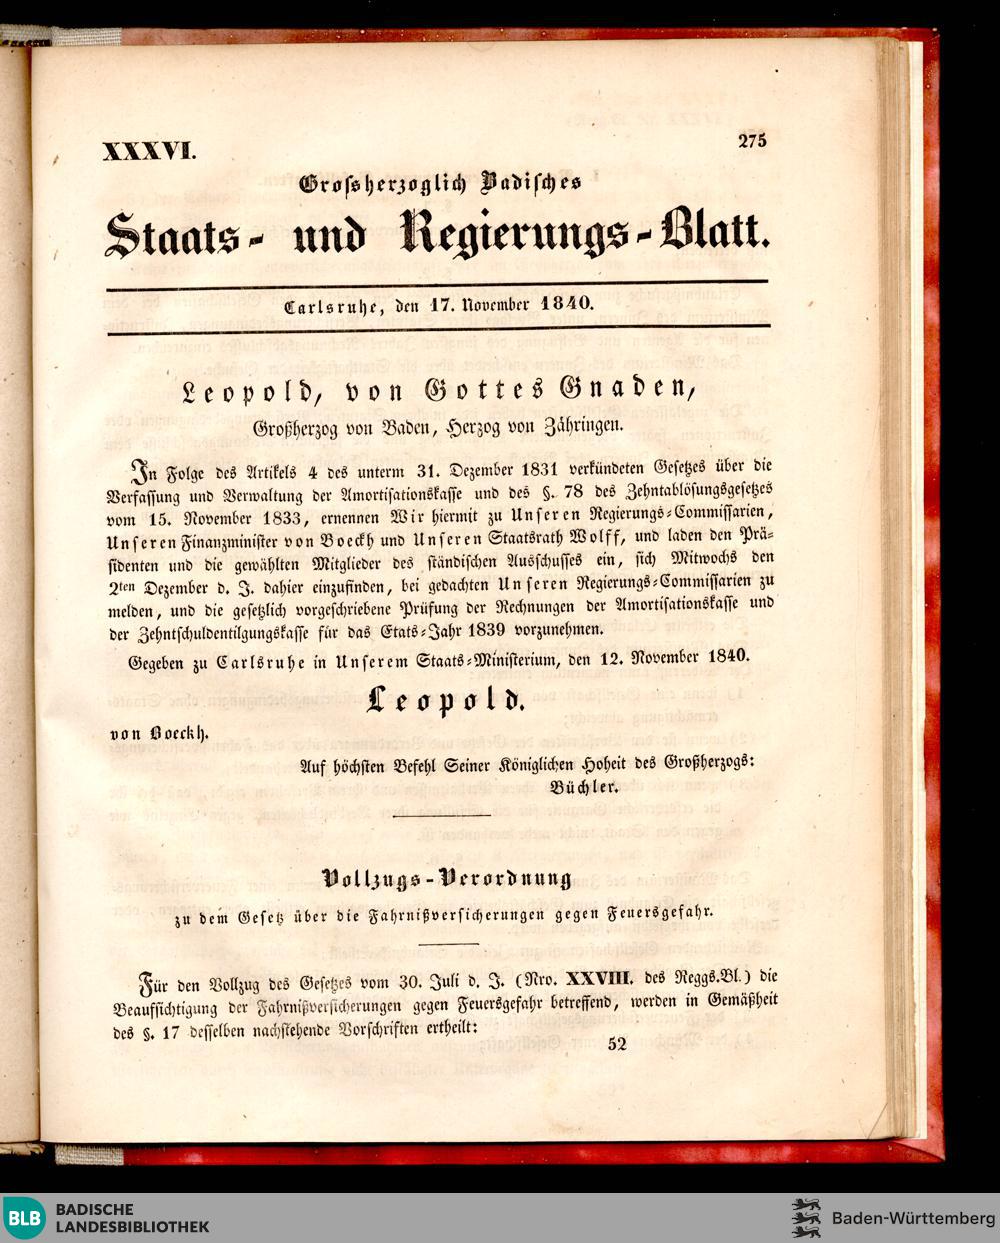 XXXVI.
275
Grossherzoglich Badisches
Staats- und Regierungs-Blatt.
Carlsruhe, den 17. November 1840.
Leopold, von Gottes Gnaden,
Großherzog von Baden, Herzog von Zähringen.
In Folge des Artikels 4 des unterm 31. Dezember 1831 verkündeten Gesetzes über die
Verfassung und Verwaltung der Amortisationskasse und des §. 78 des Zehntablösungsgesetzes
vom 15. November 1833, ernennen Wir hiermit zu Unseren Regierungs-Commissarien,
Unseren Finanzminister von Boeckh und Unseren Staatsrath Wolff, und laden den Prä-
sidenten und die gewählten Mitglieder des ständischen Ausschusses ein, sich Mitwochs den
2ten Dezember d. J. dahier einzufinden, bei gedachten Unseren Regierungs-Commissarien zu
melden, und die gesetzlich vorgeschriebene Prüfung der Rechnungen der Amortisationskasse und
der Zehntschuldentilgungskasse für das Etats-Jahr 1839 vorzunehmen.
Gegeben zu Carlsruhe in Unserem Staats-Ministerium, den 12. November 1840.
Leopold.
von Boeckh.
Auf höchsten Befehl Seiner Königlichen Hoheit des Großherzogs:
Büchler.
Vollzugs-Verordnung
zu dem Gesetz über die Fahrnißversicherungen gegen Feuersgefahr.
Für den Vollzug des Gesetzes vom 30. Juli d. J. (Nro. XXVIII. des Reggs.Bl.) die
Beaufsichtigung der Fahrnißversicherungen gegen Feuersgefahr betreffend, werden in Gemäßheit
des §. 17 desselben nachstehende Vorschriften ertheilt:
52
BLB BADISCHE
LANDESBIBLIOTHEK
Baden-Württemberg